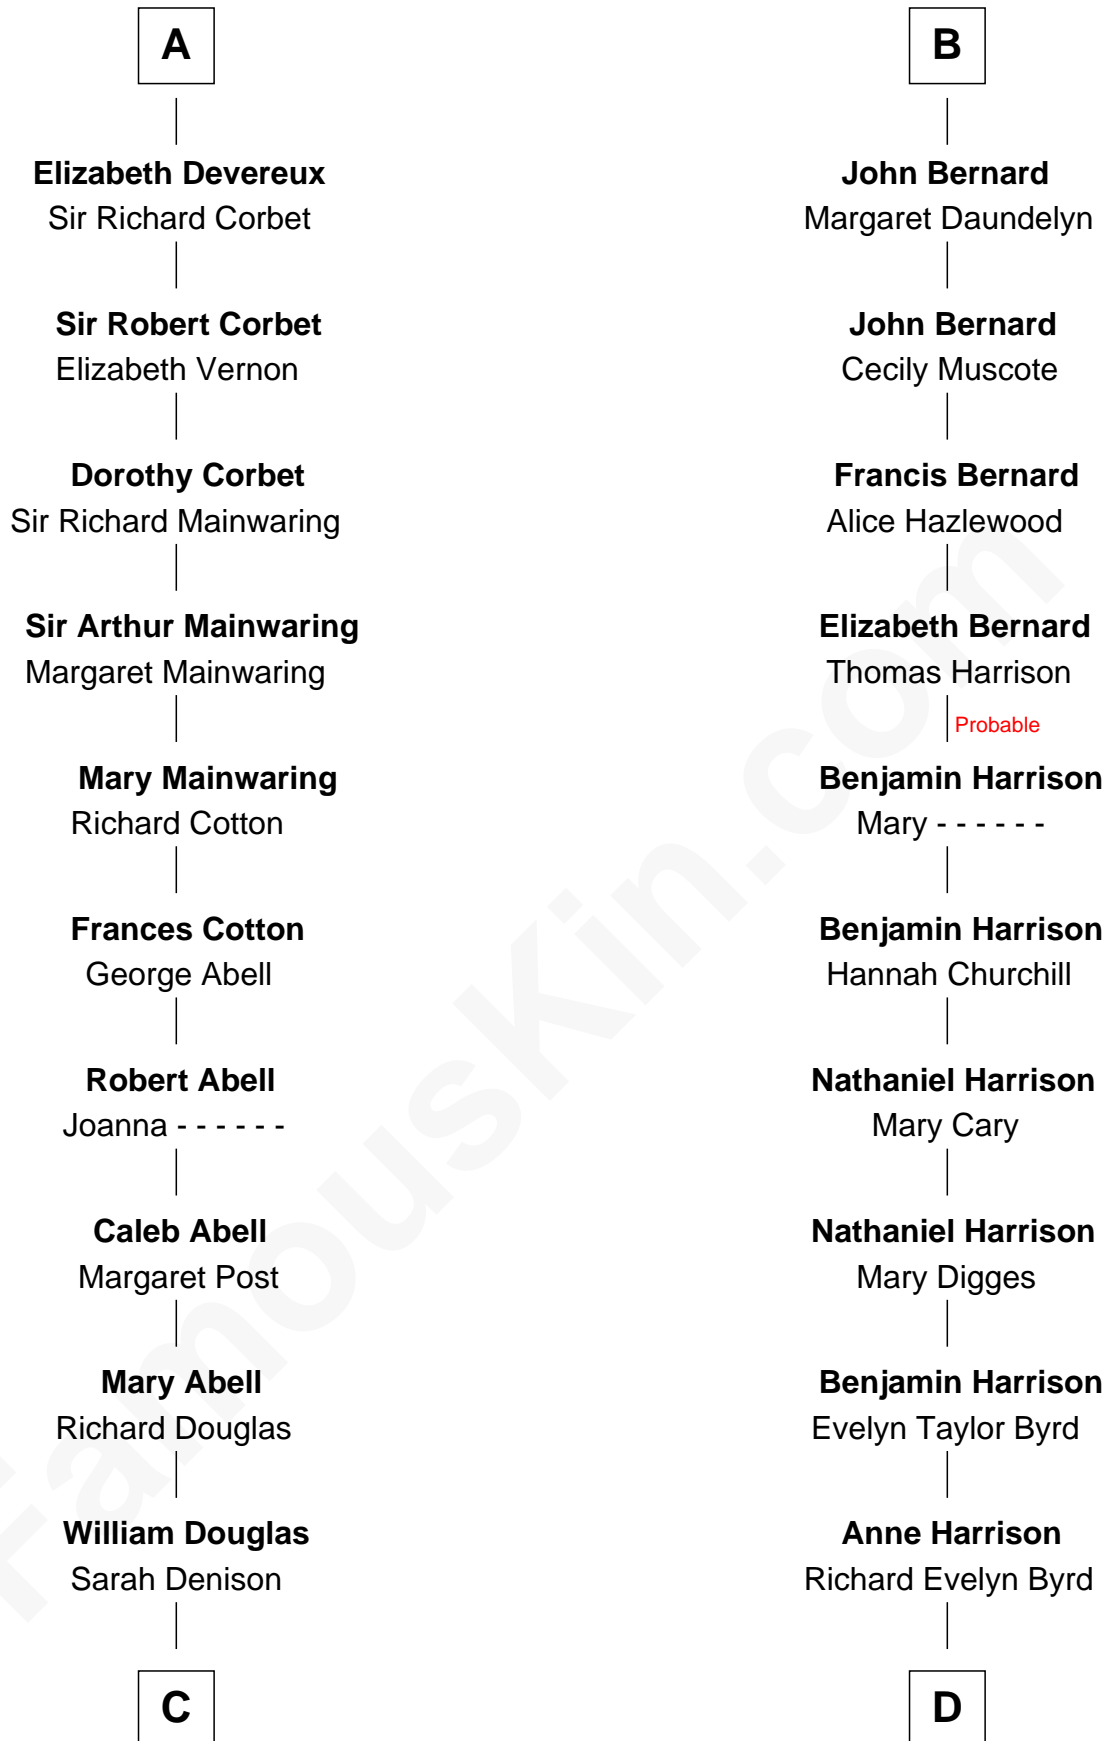 A
Elizabeth Devereux
Sir Richard Corbet
Sir Robert Corbet
Elizabeth Vernon
Dorothy Corbet
Sir Richard Mainwaring
Sir Arthur Mainwaring
Margaret Mainwaring
Mary Mainwaring
Richard Cotton
Frances Cotton
George Abell
Robert Abell
Joanna - - - - - -
Caleb Abell
Margaret Post
Mary Abell
Richard Douglas
William Douglas
Sarah Denison
C
B
John Bernard
Margaret Daundelyn
John Bernard
Cecily Muscote
Francis Bernard
Alice Hazlewood
Elizabeth Bernard
Thomas Harrison
Probable
Benjamin Harrison
Mary - - - - - -
Benjamin Harrison
Hannah Churchill
Nathaniel Harrison
Mary Cary
Nathaniel Harrison
Mary Digges
Benjamin Harrison
Evelyn Taylor Byrd
Anne Harrison
Richard Evelyn Byrd
D
FamousKin.com